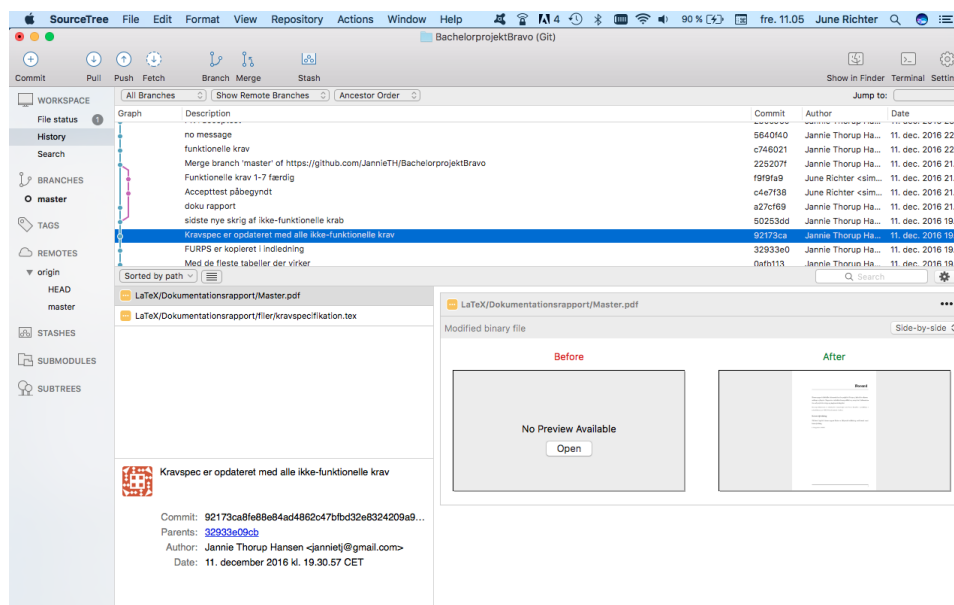 SourceTree File Edit Format View Repository Actions Window Help 4 90 % fre. 11.05 June Richter
BachelorprojektBravo (Git)
Commit Pull Push Fetch Branch Merge Stash Show in Finder Terminal Settin
All Branches Show Remote Branches Ancestor Order Jump to:
WORKSPACE
File status 1
History
Search
BRANCHES
master
TAGS
REMOTES
origin
HEAD
master
STASHES
SUBMODULES
SUBTREES
Graph Description Commit Author Date
no message 5640f40 Jannie Thorup Ha... 11. dec. 2016 22
funktionelle krav c746021 Jannie Thorup Ha... 11. dec. 2016 22
Merge branch 'master' of https://github.com/JannieTH/BachelorprojektBravo 225207f Jannie Thorup Ha... 11. dec. 2016 21.
Funktionelle krav 1-7 færdig f9f9fa9 June Richter <sim... 11. dec. 2016 21.
Accepttest påbegyndt c4e7f38 June Richter <sim... 11. dec. 2016 21.
doku rapport a27cf69 Jannie Thorup Ha... 11. dec. 2016 21.
sidste nye skrig af ikke-funktionelle krab 50253dd Jannie Thorup Ha... 11. dec. 2016 19.
Kravspec er opdateret med alle ikke-funktionelle krav 92173ca Jannie Thorup Ha... 11. dec. 2016 19.
FURPS er kopieret i indledning 32933e0 Jannie Thorup Ha... 11. dec. 2016 19.
Med de fleste tabeller der virker 0afb113 Jannie Thorup Ha... 11. dec. 2016 19
Sorted by path Search
LaTeX/Dokumentationsrapport/Master.pdf
LaTeX/Dokumentationsrapport/filer/kravspecifikation.tex
LaTeX/Dokumentationsrapport/Master.pdf
Modified binary file Side-by-side
Before After
No Preview Available
Open
Kravspec er opdateret med alle ikke-funktionelle krav
Commit: 92173ca8fe88e84ad4862c47bfbd32e8324209a9...
Parents: 32933e09cb
Author: Jannie Thorup Hansen <jannietj@gmail.com>
Date: 11. december 2016 kl. 19.30.57 CET